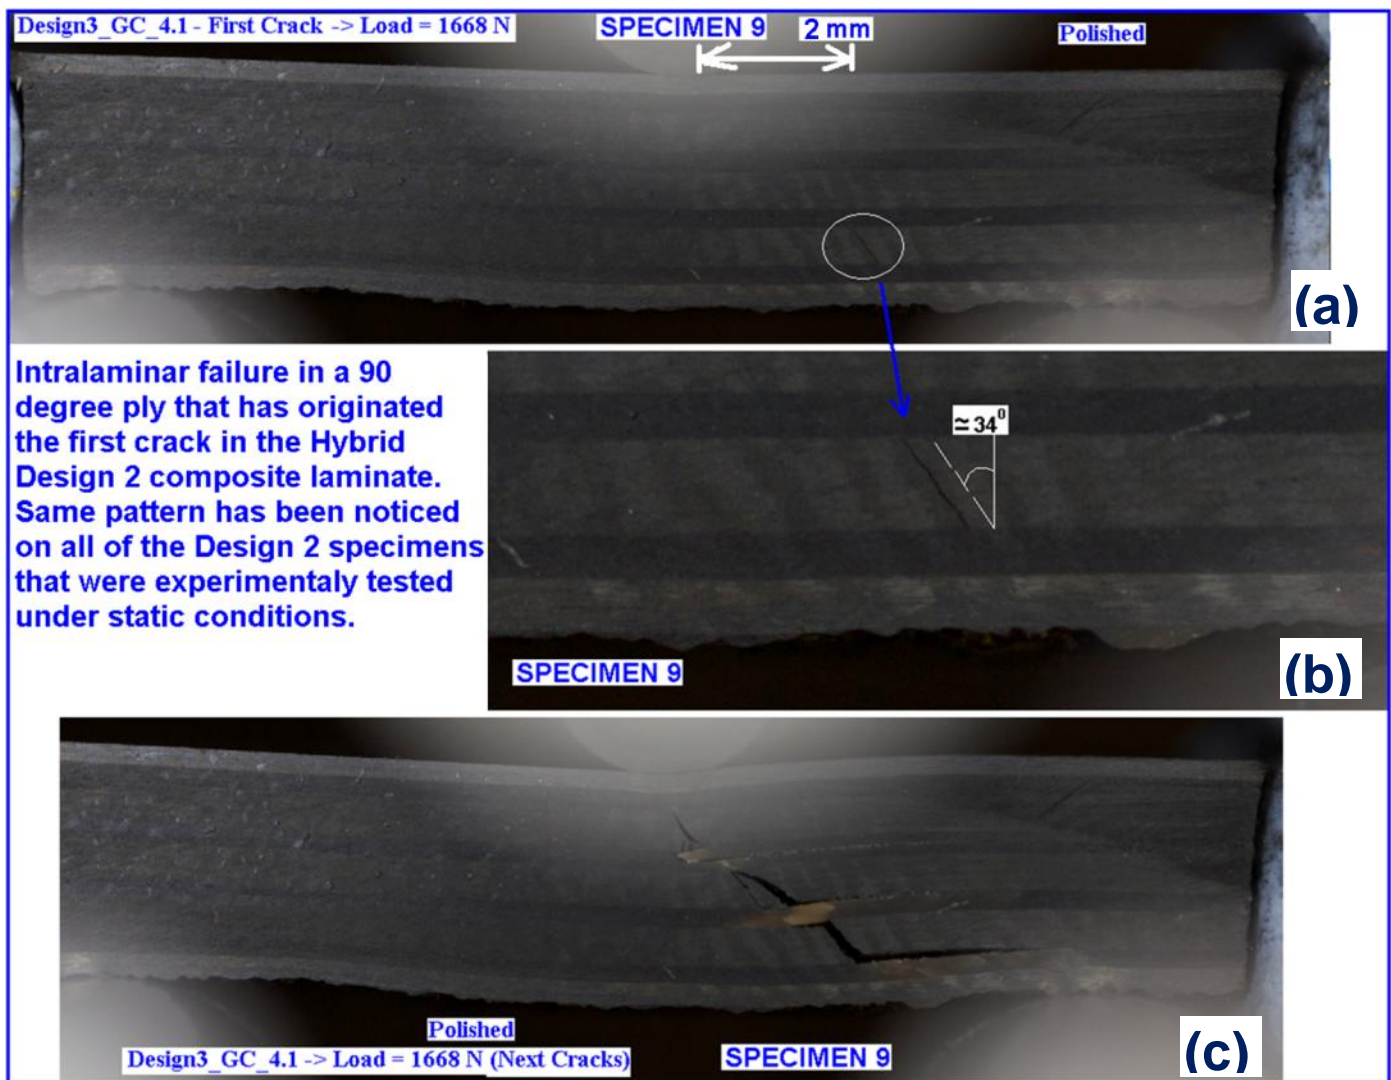 Design3_GC_4.1 - First Crack -> Load = 1668 N
SPECIMEN 9
2 mm
Polished
(a)
Intralaminar failure in a 90
degree ply that has originated
the first crack in the Hybrid
Design 2 composite laminate.
Same pattern has been noticed
on all of the Design 2 specimens
that were experimentaly tested
under static conditions.
≃34⁰
SPECIMEN 9
(b)
Polished
Design3_GC_4.1 -> Load = 1668 N (Next Cracks)
SPECIMEN 9
(c)